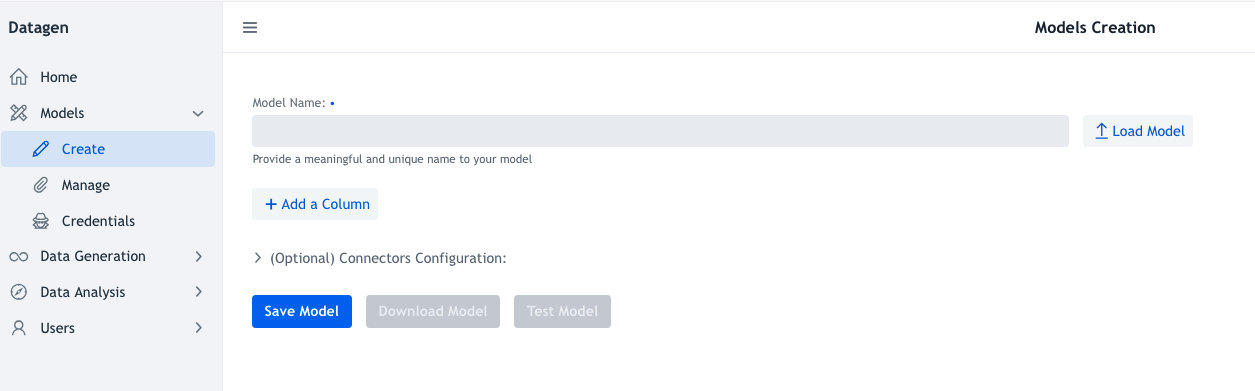 Datagen
Models Creation
Home
Models
Create
Manage
Credentials
Data Generation
Data Analysis
Users
Model Name:
Load Model
Provide a meaningful and unique name to your model
Add a Column
(Optional) Connectors Configuration:
Save Model
Download Model
Test Model